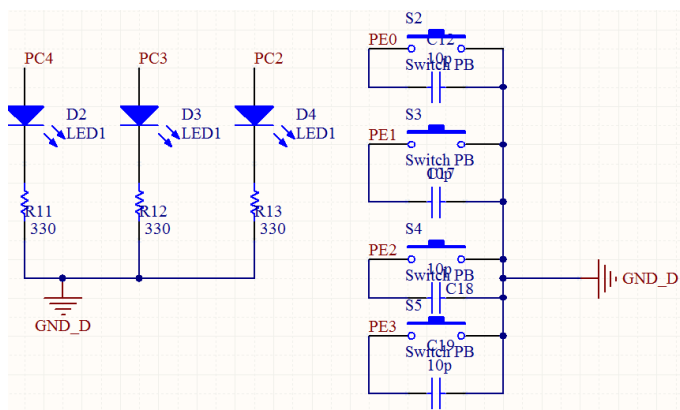 PC4
PC3
PC2
D2
LED1
D3
LED1
D4
LED1
R11
330
R12
330
R13
330
GND_D
S2
PE0
C12
10p
Switch PB
S3
PE1
Switch PB
C17
10p
S4
PE2
10p
Switch PB
C18
S5
PE3
C19
Switch PB
10p
GND_D